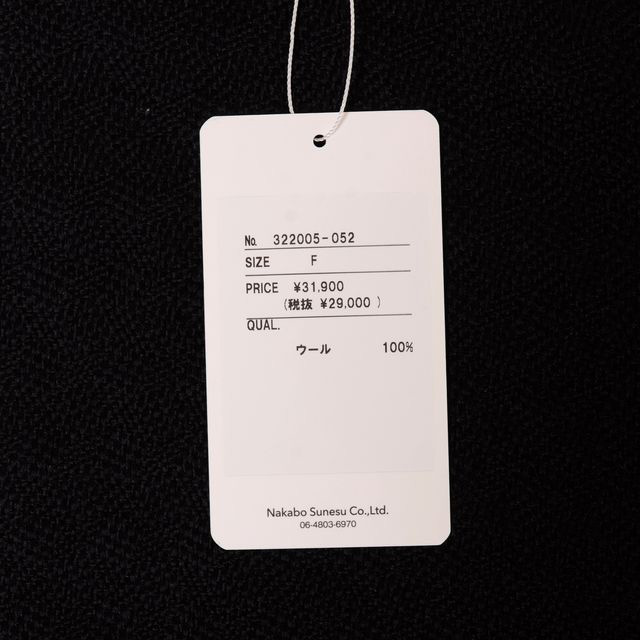 No. 322005-052
SIZE F
PRICE ¥31,900
(税抜 ¥29,000 )
QUAL.
ウール 100%
Nakabo Sunesu Co.,Ltd.
06-4803-6970